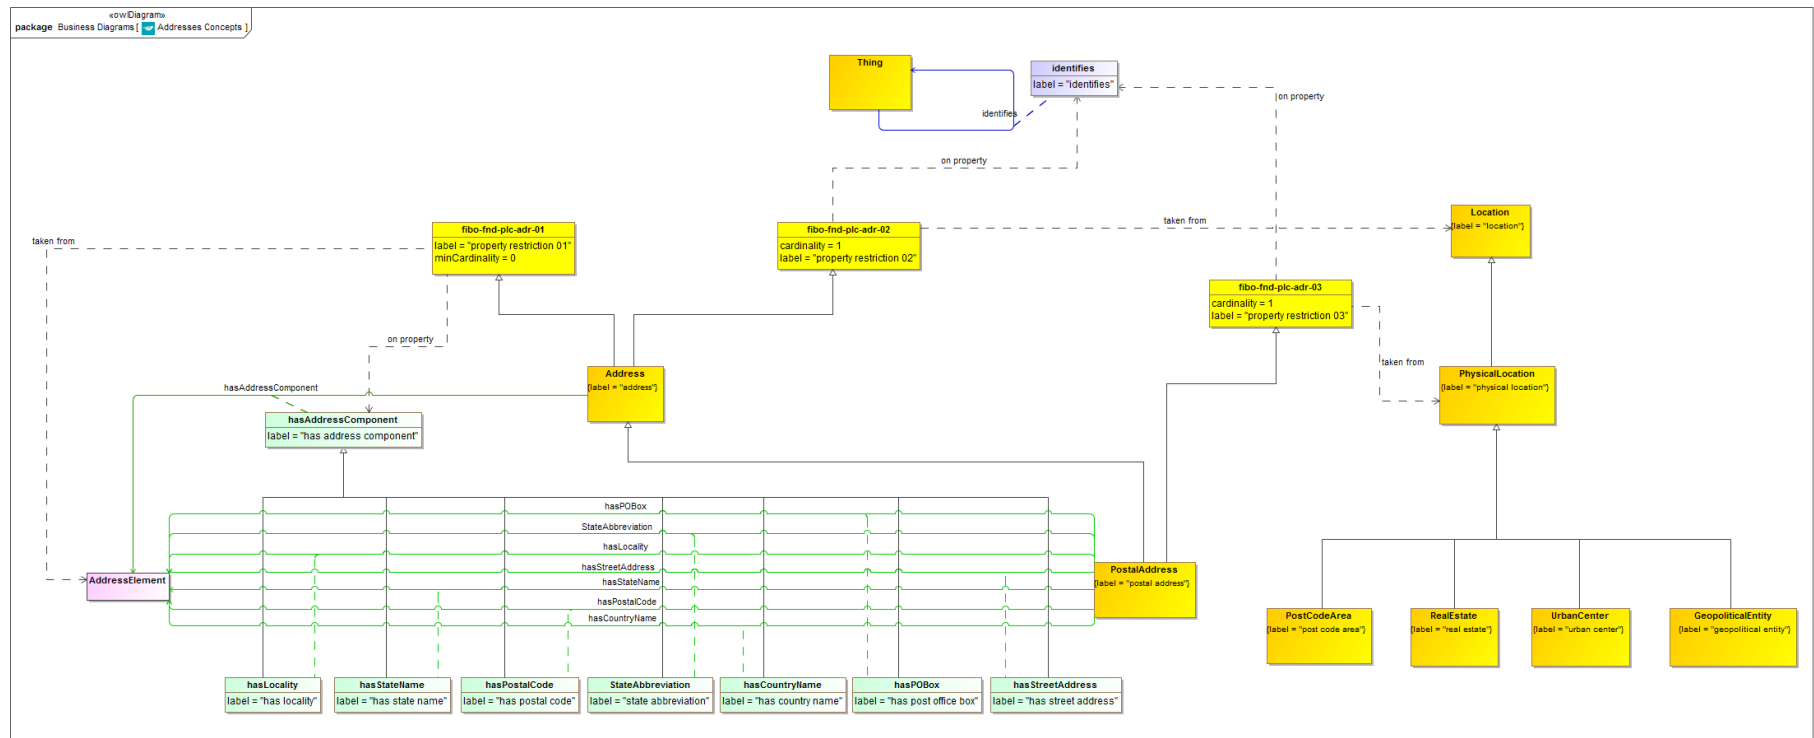 «owlDiagram»
package Business Diagrams [ Addresses Concepts ]
Thing
identifies
label = "identifies"
identifies
on property
on property
taken from
fibo-fnd-plc-adr-01
label = "property restriction 01"
minCardinality = 0
fibo-fnd-plc-adr-02
cardinality = 1
label = "property restriction 02"
taken from
Location
{label = "location"}
fibo-fnd-plc-adr-03
cardinality = 1
label = "property restriction 03"
on property
taken from
Address
{label = "address"}
PhysicalLocation
{label = "physical location"}
hasAddressComponent
hasAddressComponent
label = "has address component"
hasPOBox
StateAbbreviation
hasLocality
hasStreetAddress
hasStateName
hasPostalCode
hasCountryName
AddressElement
PostalAddress
{label = "postal address"}
PostCodeArea
{label = "post code area"}
RealEstate
{label = "real estate"}
UrbanCenter
{label = "urban center"}
GeopoliticalEntity
{label = "geopolitical entity"}
hasLocality
label = "has locality"
hasStateName
label = "has state name"
hasPostalCode
label = "has postal code"
StateAbbreviation
label = "state abbreviation"
hasCountryName
label = "has country name"
hasPOBox
label = "has post office box"
hasStreetAddress
label = "has street address"